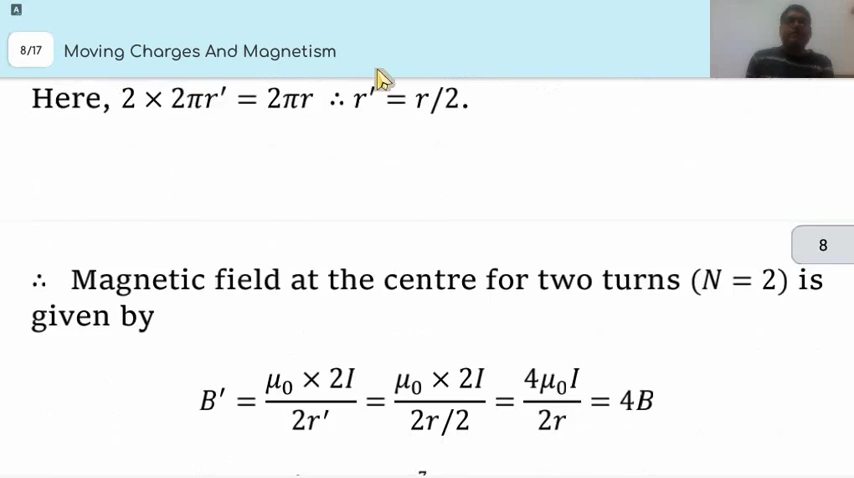 A
8/17 Moving Charges And Magnetism
Here, 2 × 2πr′ = 2πr ∴ r′ = r/2.
8
∴ Magnetic field at the centre for two turns (N = 2) is
given by
B′ = (μ₀ × 2I)/(2r′) = (μ₀ × 2I)/(2r/2) = (4μ₀I)/(2r) = 4B